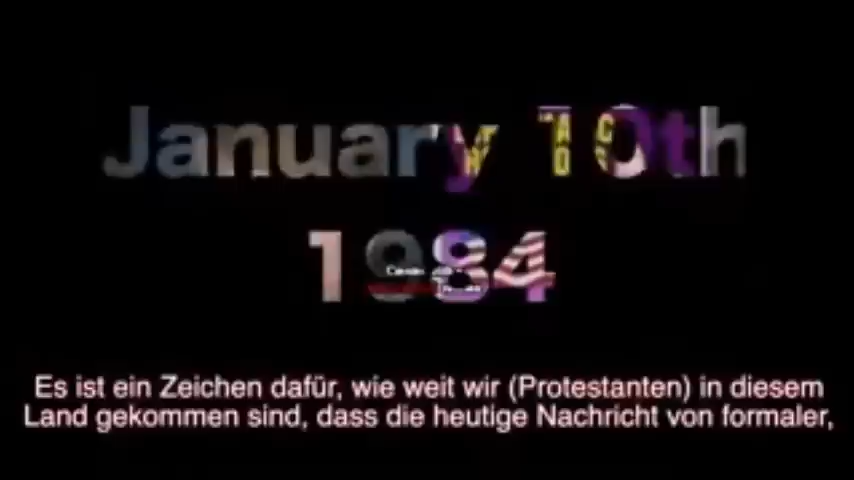 January 10th
1984
Es ist ein Zeichen dafür, wie weit wir (Protestanten) in diesem
Land gekommen sind, dass die heutige Nachricht von formaler,